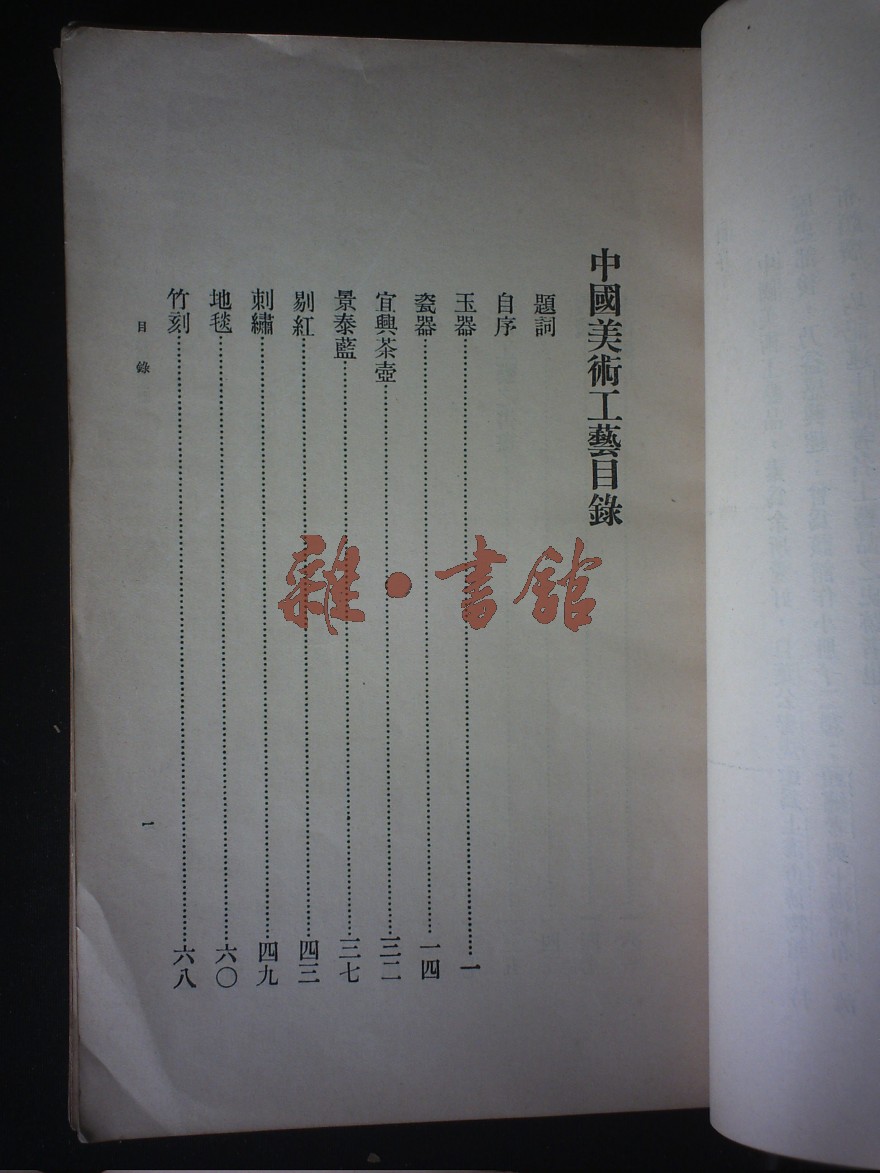 中國美術工藝目錄
題詞
自序
玉器⋯⋯⋯⋯⋯⋯⋯⋯⋯⋯一
瓷器⋯⋯⋯⋯⋯⋯⋯⋯⋯⋯一四
宜興茶壺⋯⋯⋯⋯⋯⋯⋯⋯⋯⋯三二
景泰藍⋯⋯⋯⋯⋯⋯⋯⋯⋯⋯三七
剔紅⋯⋯⋯⋯⋯⋯⋯⋯⋯⋯四三
刺繡⋯⋯⋯⋯⋯⋯⋯⋯⋯⋯四九
地毯⋯⋯⋯⋯⋯⋯⋯⋯⋯⋯六〇
竹刻⋯⋯⋯⋯⋯⋯⋯⋯⋯⋯六八
目錄
一
雜·書館